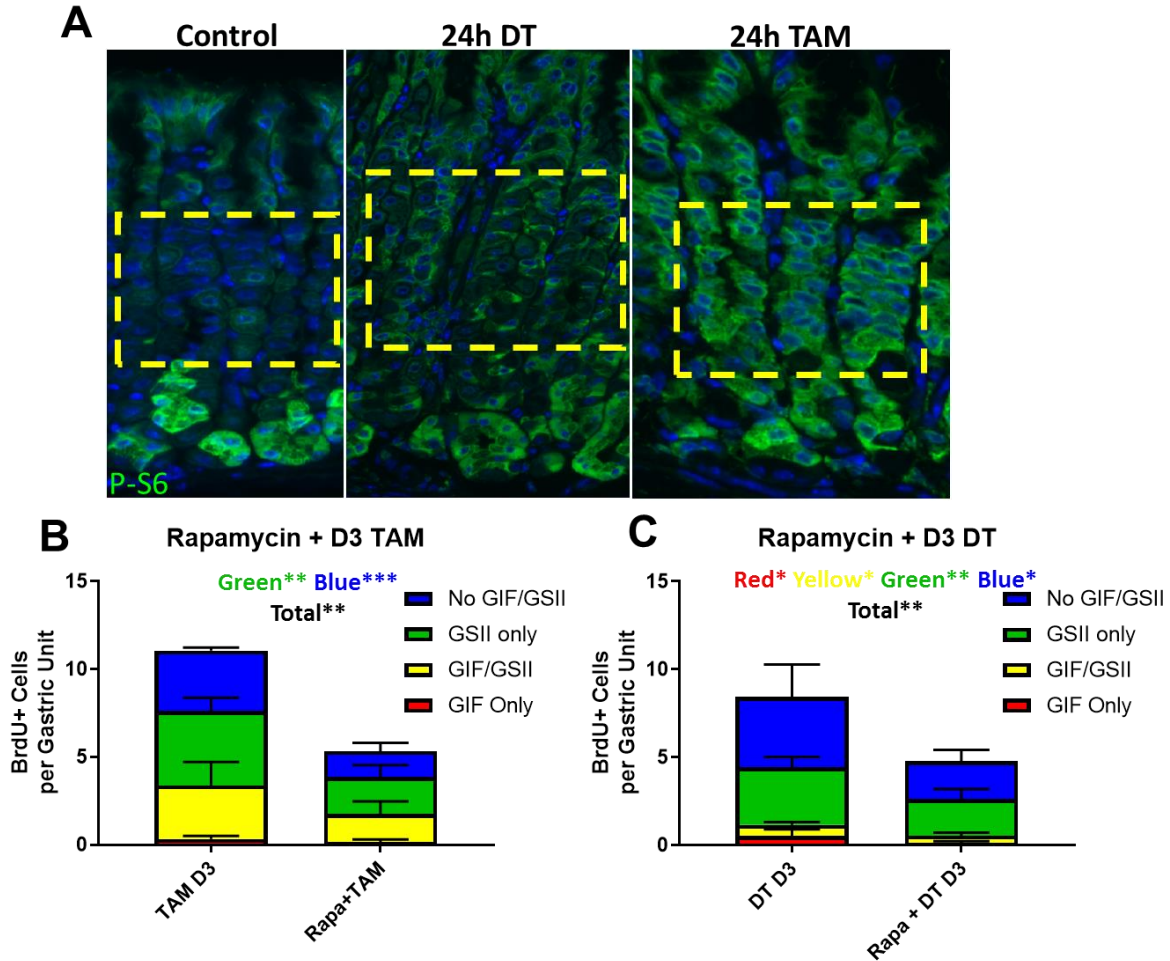 A
Control
24h DT
24h TAM
P-S6
B
Rapamycin + D3 TAM
Green** Blue***
Total**
15
10
5
0
BrdU+ Cells
per Gastric Unit
No GIF/GSII
GSII only
GIF/GSII
GIF Only
TAM D3
Rapa+TAM
C
Rapamycin + D3 DT
Red* Yellow* Green** Blue*
Total**
15
10
5
0
BrdU+ Cells
per Gastric Unit
No GIF/GSII
GSII only
GIF/GSII
GIF Only
DT D3
Rapa + DT D3